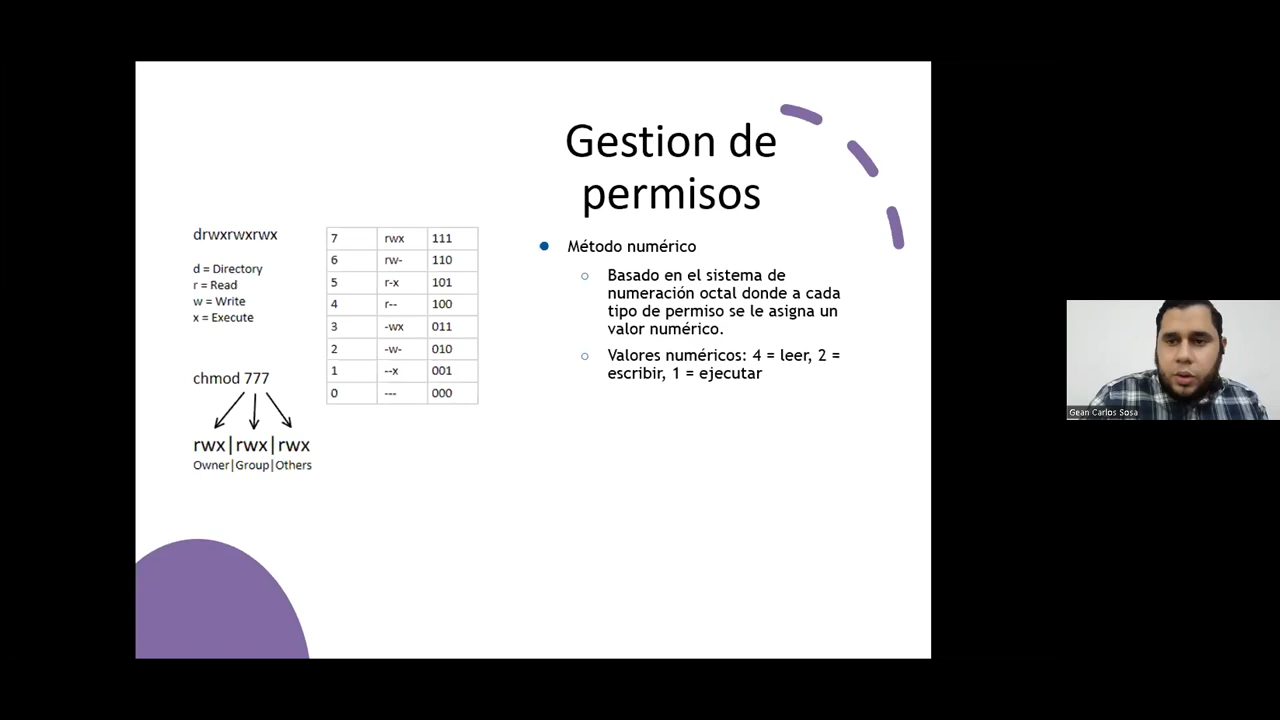 Gestion de
permisos
drwxrwxrwx
d = Directory
r = Read
w = Write
x = Execute
chmod 777
rwx|rwx|rwx
Owner|Group|Others
7 rwx 111
6 rw- 110
5 r-x 101
4 r-- 100
3 -wx 011
2 -w- 010
1 --x 001
0 --- 000
Método numérico
Basado en el sistema de
numeración octal donde a cada
tipo de permiso se le asigna un
valor numérico.
Valores numéricos: 4 = leer, 2 =
escribir, 1 = ejecutar
Gean Carlos Sosa